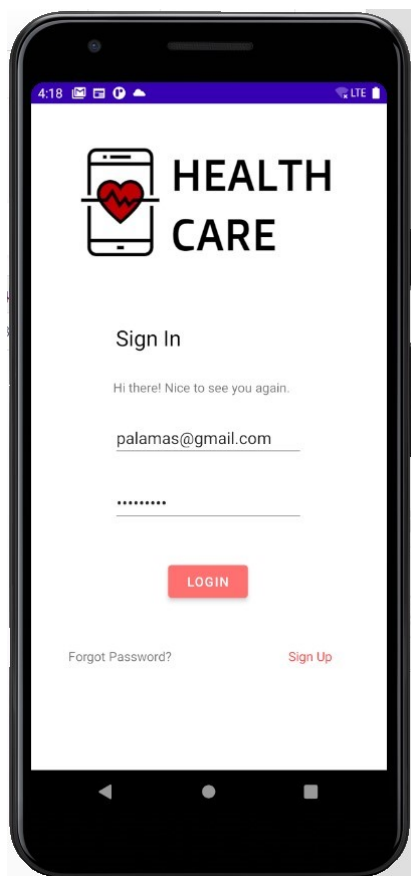 4:18 LTE
HEALTH
CARE
Sign In
Hi there! Nice to see you again.
palamas@gmail.com
•••••••••
LOGIN
Forgot Password? Sign Up